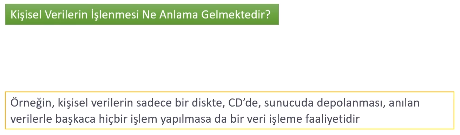 Kişisel Verilerin İşlenmesi Ne Anlama Gelmektedir?
Örneğin, kişisel verilerin sadece bir diskte, CD’de, sunucuda depolanması, anılan
verilerle başkaca hiçbir işlem yapılmasa da bir veri işleme faaliyetidir